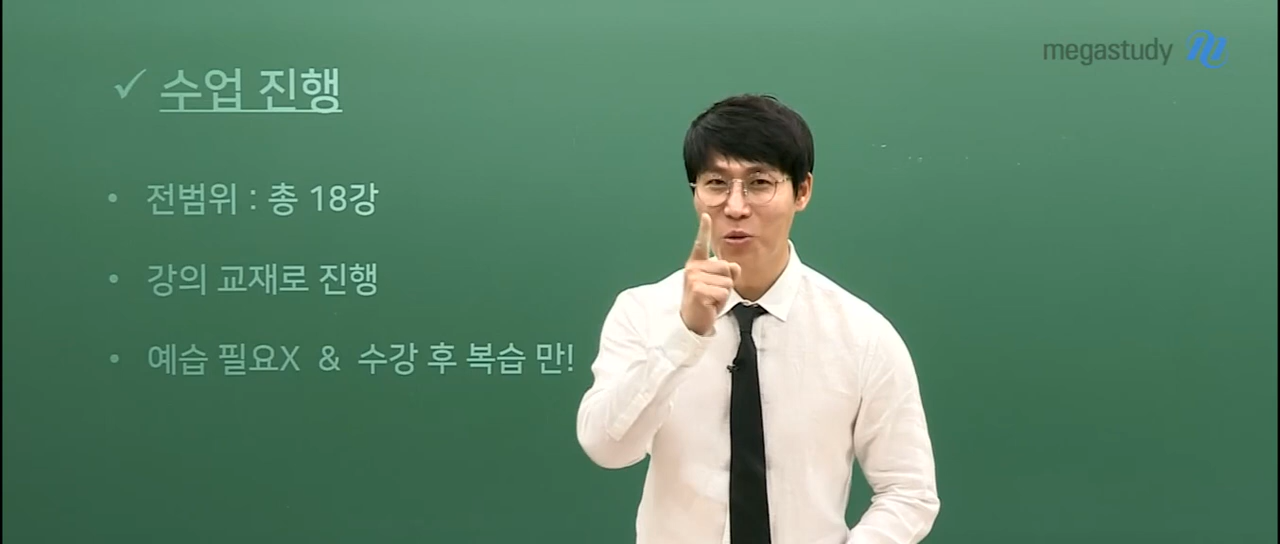 megastudy
✓ 수업 진행
• 전범위 : 총 18강
• 강의 교재로 진행
• 예습 필요X & 수강 후 복습 만!